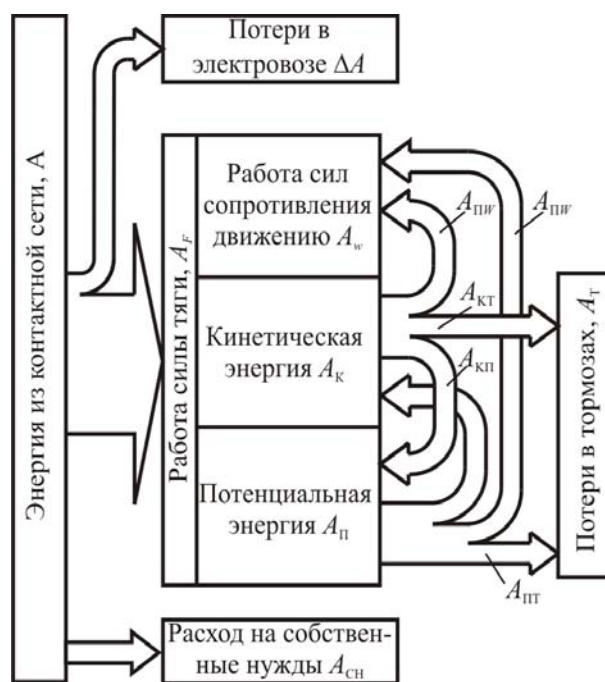 Энергия из контактной сети, А
Потери в
электровозе ΔA
Работа силы тяги, A_F
Работа сил
сопротивления
движению A_w
Кинетическая
энергия A_К
Потенциальная
энергия A_П
A_ПW
A_ПW
A_КТ
A_КП
A_ПТ
Потери в тормозах, A_Т
Расход на собствен-
ные нужды A_СН